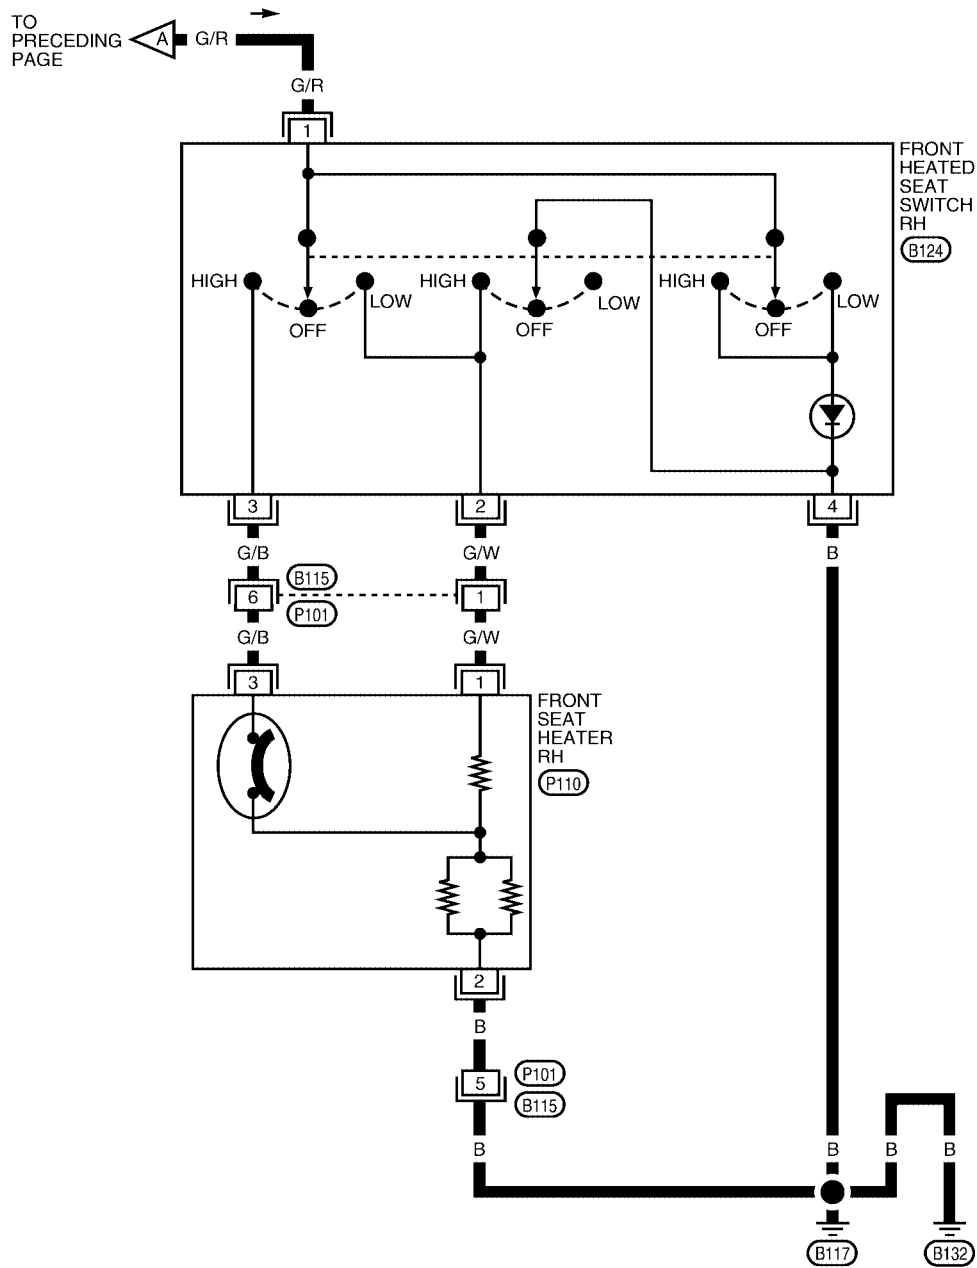 TO
PRECEDING
PAGE
A
G/R
G/R
1
FRONT
HEATED
SEAT
SWITCH
RH
B124
HIGH
LOW
OFF
HIGH
LOW
OFF
HIGH
LOW
OFF
3
2
4
G/B
G/W
B
B115
6
1
P101
G/B
G/W
3
1
FRONT
SEAT
HEATER
RH
P110
2
B
5
P101
B115
B
B
B
B
B117
B132